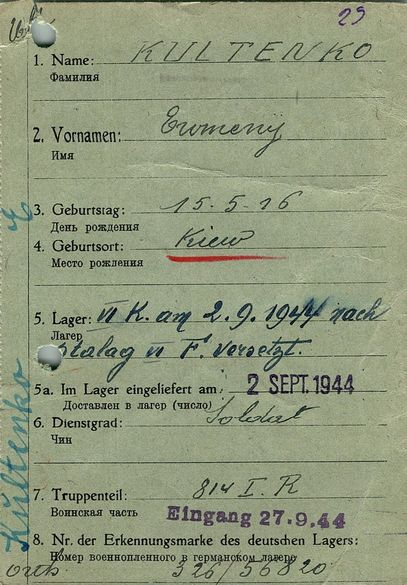 29
1. Name: KULTENKO
Фамилия
2. Vornamen:
Имя
3. Geburtstag: 15.5.26
День рождения
4. Geburtsort: Kiew
Место рождения
5. Lager: VI K. am 2.9.1944 nach
Лагерь
Stalag VI F. versetzt.
5a. Im Lager eingeliefert am 2 SEPT. 1944
Доставлен в лагерь (число)
6. Dienstgrad: Soldat
Чин
7. Truppenteil: 814 I. R
Воинская часть Eingang 27.9.44
8. Nr. der Erkennungsmarke des deutschen Lagers:
Номер военнопленного в германском лагере
326/55820
Kultenko E